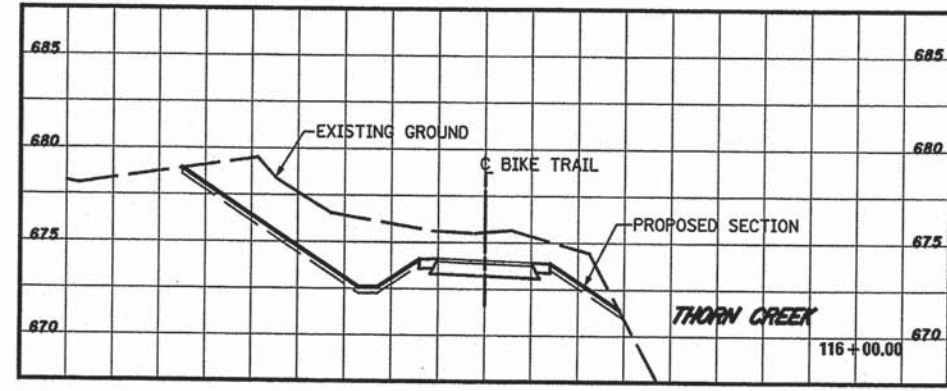 685 685
EXISTING GROUND
680 680
℄ BIKE TRAIL
675 675
PROPOSED SECTION
THORN CREEK
670 670
116+00.00